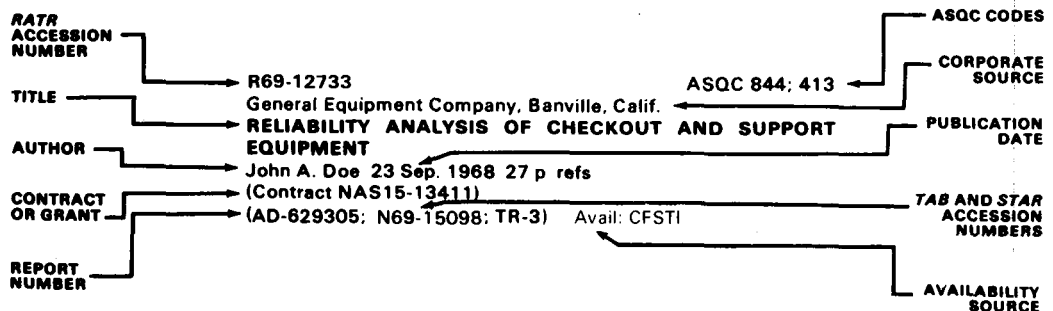 RATR
ACCESSION
NUMBER
TITLE
AUTHOR
CONTRACT
OR GRANT
REPORT
NUMBER
R69-12733 ASQC 844; 413
General Equipment Company, Banville, Calif.
RELIABILITY ANALYSIS OF CHECKOUT AND SUPPORT
EQUIPMENT
John A. Doe 23 Sep. 1968 27 p refs
(Contract NAS15-13411)
(AD-629305; N69-15098; TR-3) Avail: CFSTI
ASQC CODES
CORPORATE
SOURCE
PUBLICATION
DATE
TAB AND STAR
ACCESSION
NUMBERS
AVAILABILITY
SOURCE